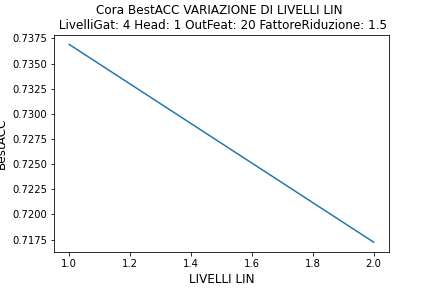 Cora BestACC VARIAZIONE DI LIVELLI LIN
LivelliGat: 4 Head: 1 OutFeat: 20 FattoreRiduzione: 1.5
0.7375
0.7350
0.7325
0.7300
0.7275
0.7250
0.7225
0.7200
0.7175
BestACC
1.0 1.2 1.4 1.6 1.8 2.0
LIVELLI LIN